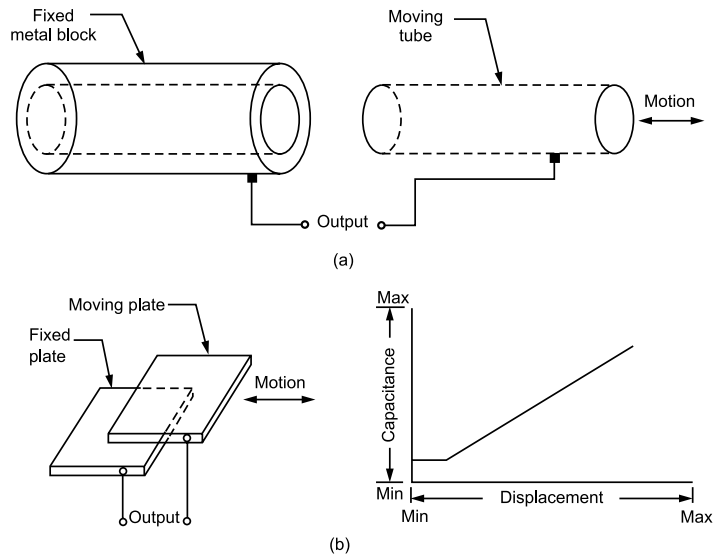 Fixed
metal block
Moving
tube
Motion
Output
(a)
Moving plate
Fixed
plate
Motion
Output
Max
Capacitance
Min
Displacement
Min
Max
(b)